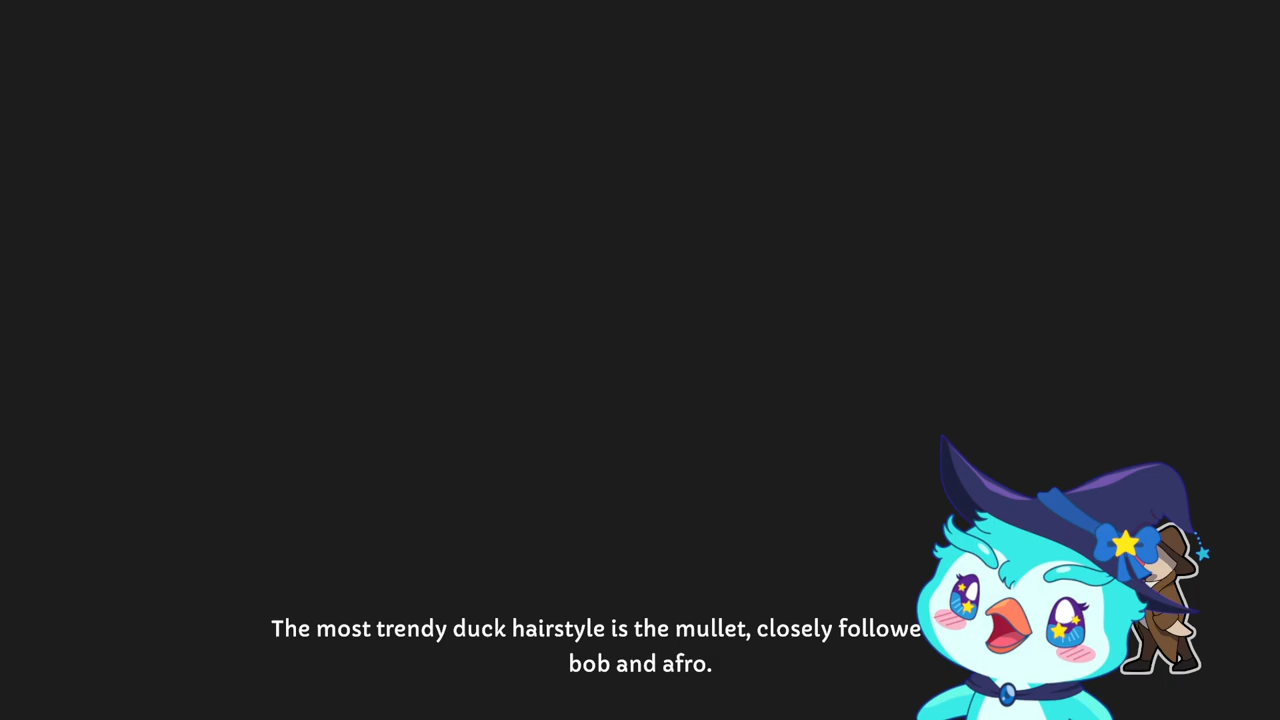 The most trendy duck hairstyle is the mullet, closely followe
bob and afro.